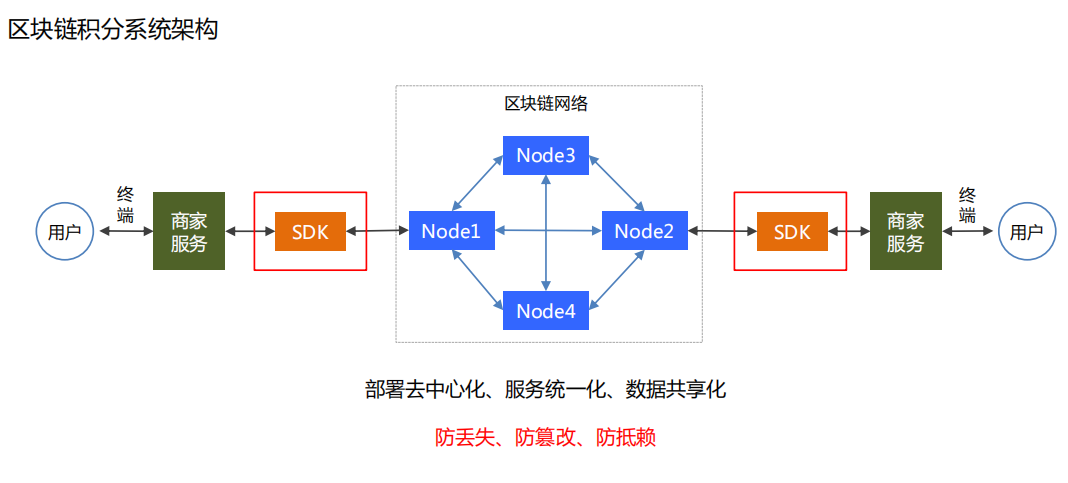 区块链积分系统架构
区块链网络
Node3
终
端
终
端
用户
商家
服务
SDK
Node1
Node2
SDK
商家
服务
用户
Node4
部署去中心化、服务统一化、数据共享化
防丢失、防篡改、防抵赖